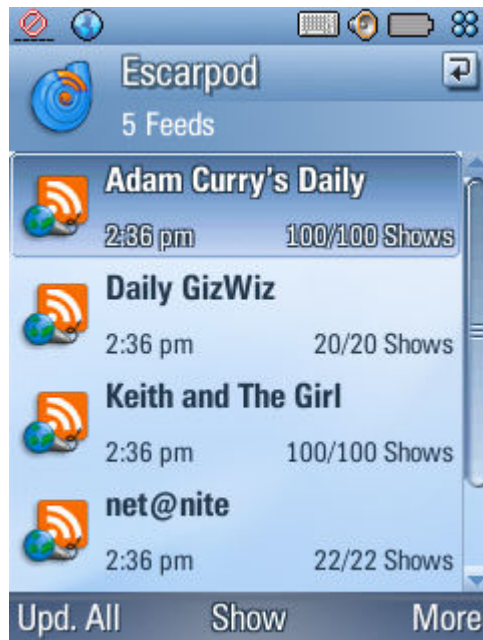 Escarpod
5 Feeds
Adam Curry's Daily
2:36 pm 100/100 Shows
Daily GizWiz
2:36 pm 20/20 Shows
Keith and The Girl
2:36 pm 100/100 Shows
net@nite
2:36 pm 22/22 Shows
Upd. All Show More